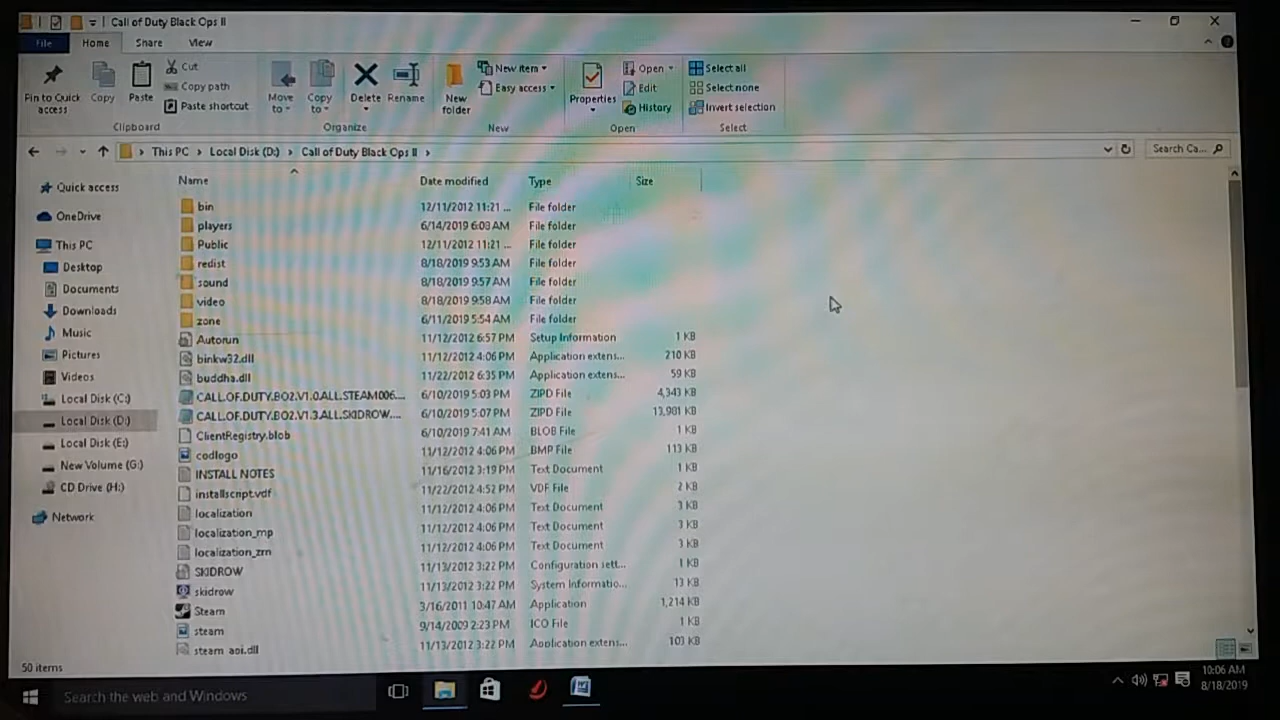 Call of Duty Black Ops II
File Home Share View
Pin to Quick access
Copy
Paste
Cut
Copy path
Paste shortcut
Clipboard
Move to
Copy to
Delete
Rename
Organize
New folder
New item
Easy access
New
Properties
Open
Edit
History
Open
Select all
Select none
Invert selection
Select
This PC > Local Disk (D:) > Call of Duty Black Ops II >
Search Ca...
Quick access
OneDrive
This PC
Desktop
Documents
Downloads
Music
Pictures
Videos
Local Disk (C:)
Local Disk (D:)
Local Disk (E:)
New Volume (G:)
CD Drive (H:)
Network
Name Date modified Type Size
bin 12/11/2012 11:21 ... File folder
players 6/14/2019 6:08 AM File folder
Public 12/11/2012 11:21 ... File folder
redist 8/18/2019 9:53 AM File folder
sound 8/18/2019 9:57 AM File folder
video 8/18/2019 9:58 AM File folder
zone 6/11/2019 5:54 AM File folder
Autorun 11/12/2012 6:57 PM Setup Information 1 KB
binkw32.dll 11/12/2012 4:06 PM Application extens... 210 KB
buddha.dll 11/22/2012 6:35 PM Application extens... 59 KB
CALL.OF.DUTY.BO2.V1.0.ALL.STEAM006.... 6/10/2019 5:03 PM ZIPD File 4,343 KB
CALL.OF.DUTY.BO2.V1.3.ALL.SKIDROW.... 6/10/2019 5:07 PM ZIPD File 13,981 KB
ClientRegistry.blob 6/10/2019 7:41 AM BLOB File 1 KB
codlogo 11/12/2012 4:06 PM BMP File 113 KB
INSTALL NOTES 11/16/2012 3:19 PM Text Document 1 KB
installscript.vdf 11/22/2012 4:52 PM VDF File 2 KB
localization 11/12/2012 4:06 PM Text Document 3 KB
localization_mp 11/12/2012 4:06 PM Text Document 3 KB
localization_zm 11/12/2012 4:06 PM Text Document 3 KB
SKIDROW 11/13/2012 3:22 PM Configuration sett... 1 KB
skidrow 11/13/2012 3:22 PM System Informatio... 13 KB
Steam 3/16/2011 10:47 AM Application 1,214 KB
steam 9/14/2009 2:23 PM ICO File 1 KB
steam_api.dll 11/13/2012 3:22 PM Application extens... 103 KB
50 items
Search the web and Windows
10:06 AM
8/18/2019